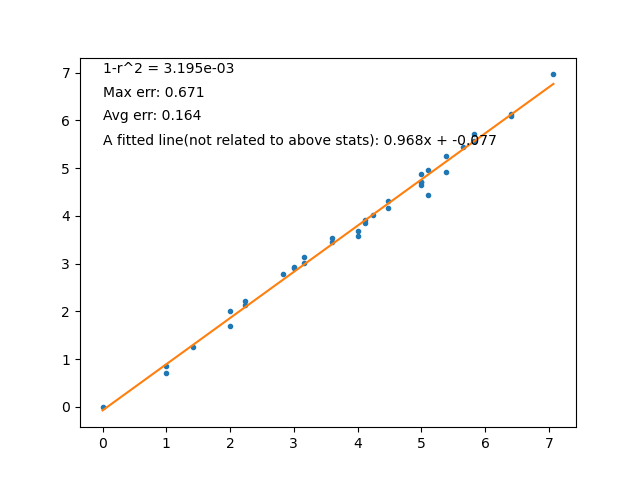 1-r^2 = 3.195e-03
Max err: 0.671
Avg err: 0.164
A fitted line(not related to above stats): 0.968x + -0.077
7
6
5
4
3
2
1
0
0 1 2 3 4 5 6 7